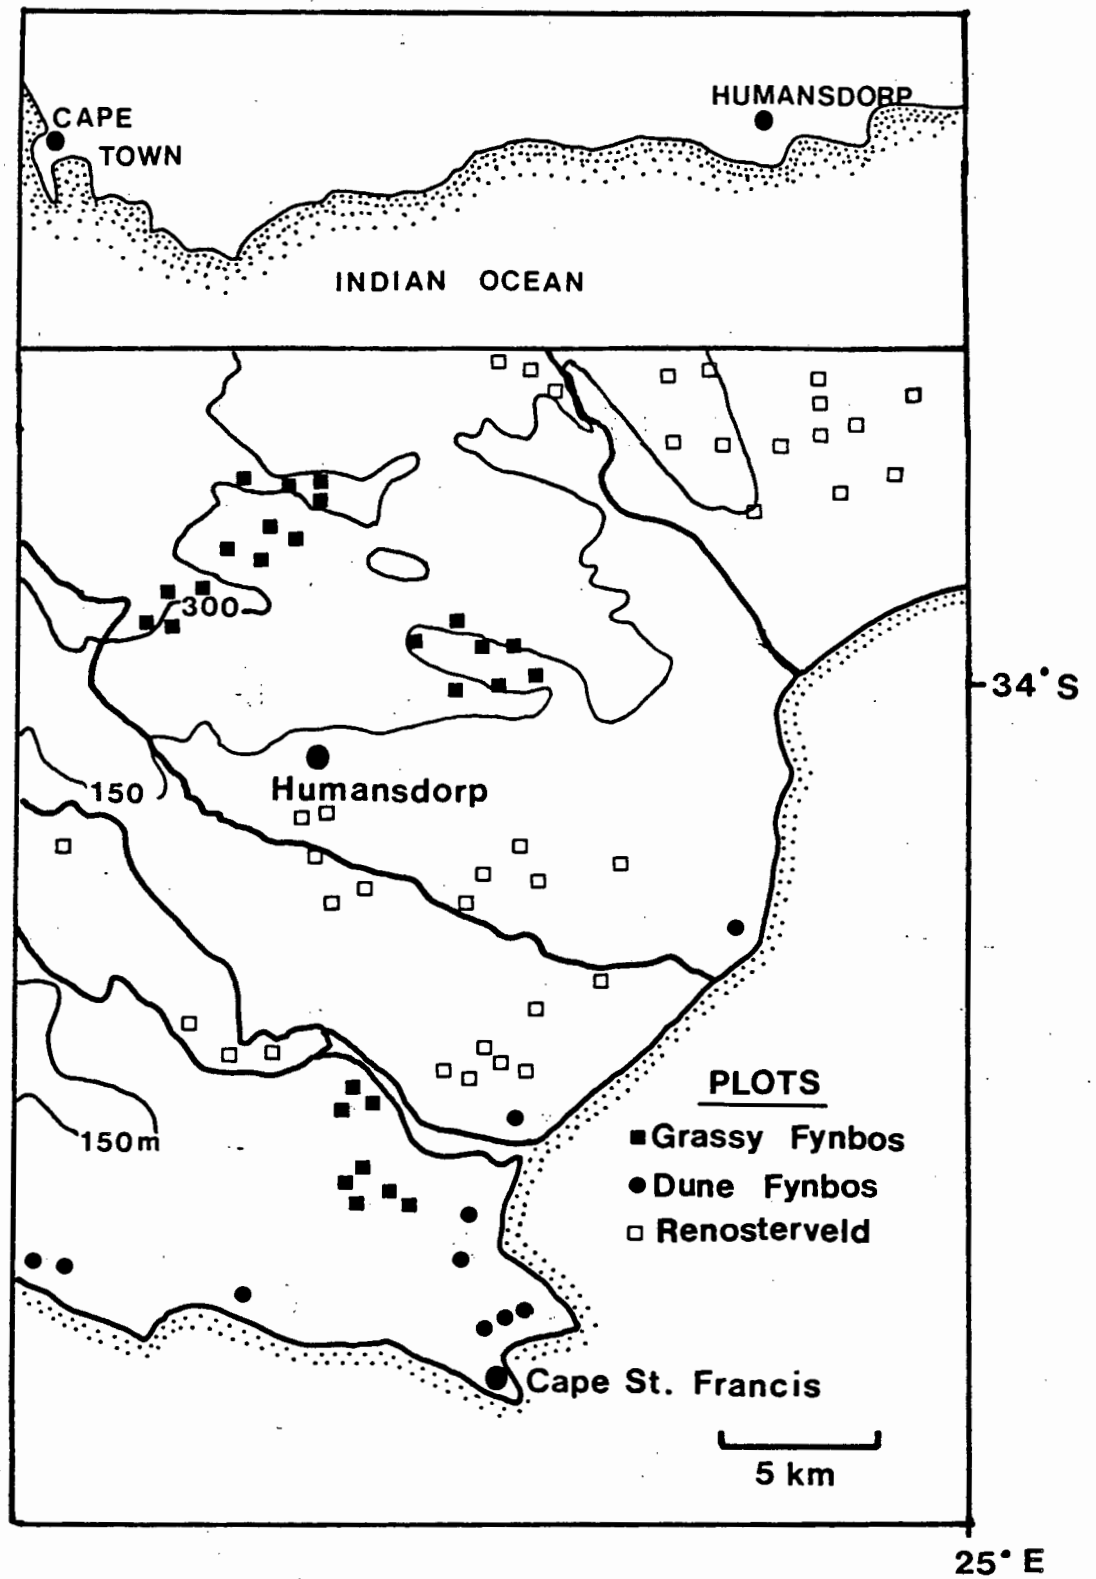 CAPE
TOWN
HUMANSDORP
INDIAN OCEAN
300
34°S
150
Humansdorp
150m
PLOTS
Grassy Fynbos
Dune Fynbos
Renosterveld
Cape St. Francis
5 km
25° E